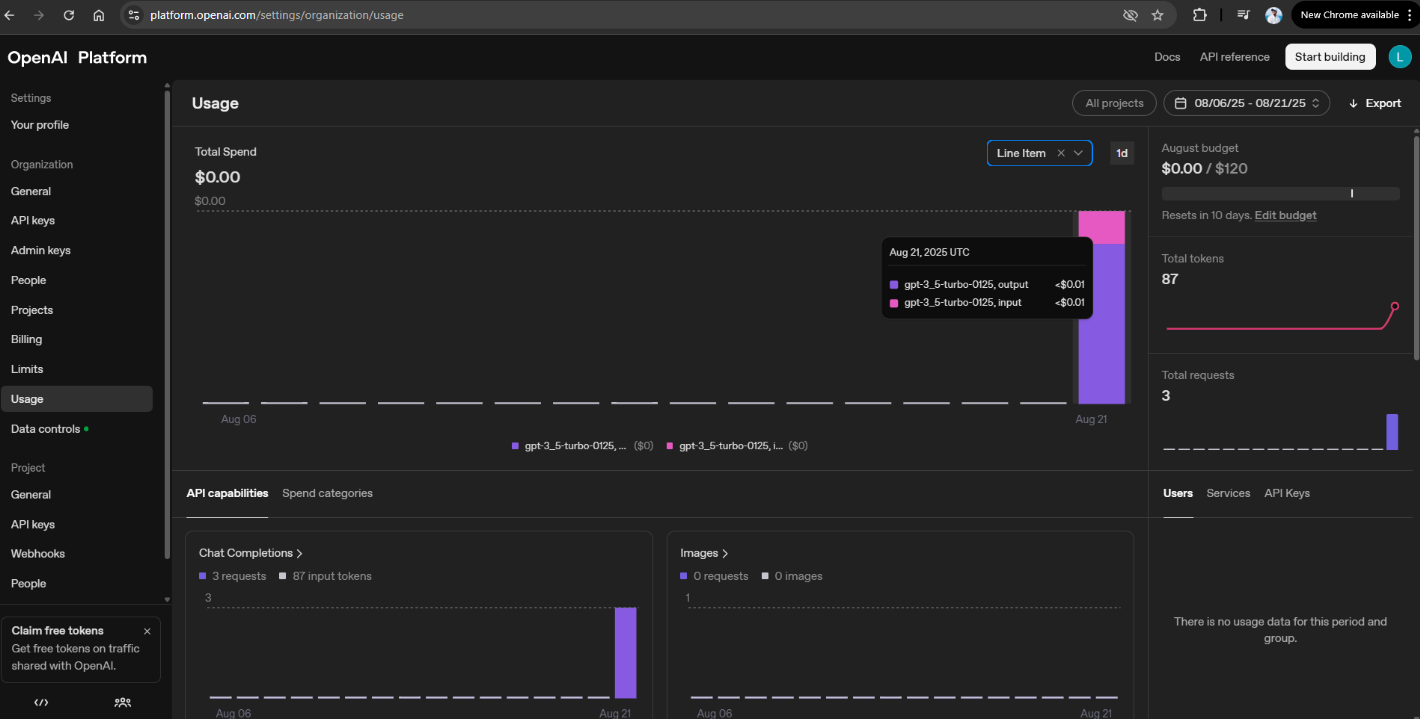 platform.openai.com/settings/organization/usage
New Chrome available
OpenAI Platform
Docs
API reference
Start building
L
Settings
Your profile
Organization
General
API keys
Admin keys
People
Projects
Billing
Limits
Usage
Data controls
Project
General
API keys
Webhooks
People
Claim free tokens
Get free tokens on traffic
shared with OpenAI.
Usage
All projects
08/06/25 - 08/21/25
Export
Total Spend
$0.00
$0.00
Line Item
1d
Aug 21, 2025 UTC
gpt-3_5-turbo-0125, output <$0.01
gpt-3_5-turbo-0125, input <$0.01
Aug 06
Aug 21
gpt-3_5-turbo-0125, ... ($0)
gpt-3_5-turbo-0125, i... ($0)
August budget
$0.00 / $120
Resets in 10 days. Edit budget
Total tokens
87
Total requests
3
API capabilities
Spend categories
Chat Completions
3 requests
87 input tokens
3
Aug 06
Aug 21
Images
0 requests
0 images
1
Aug 06
Aug 21
Users
Services
API Keys
There is no usage data for this period and
group.